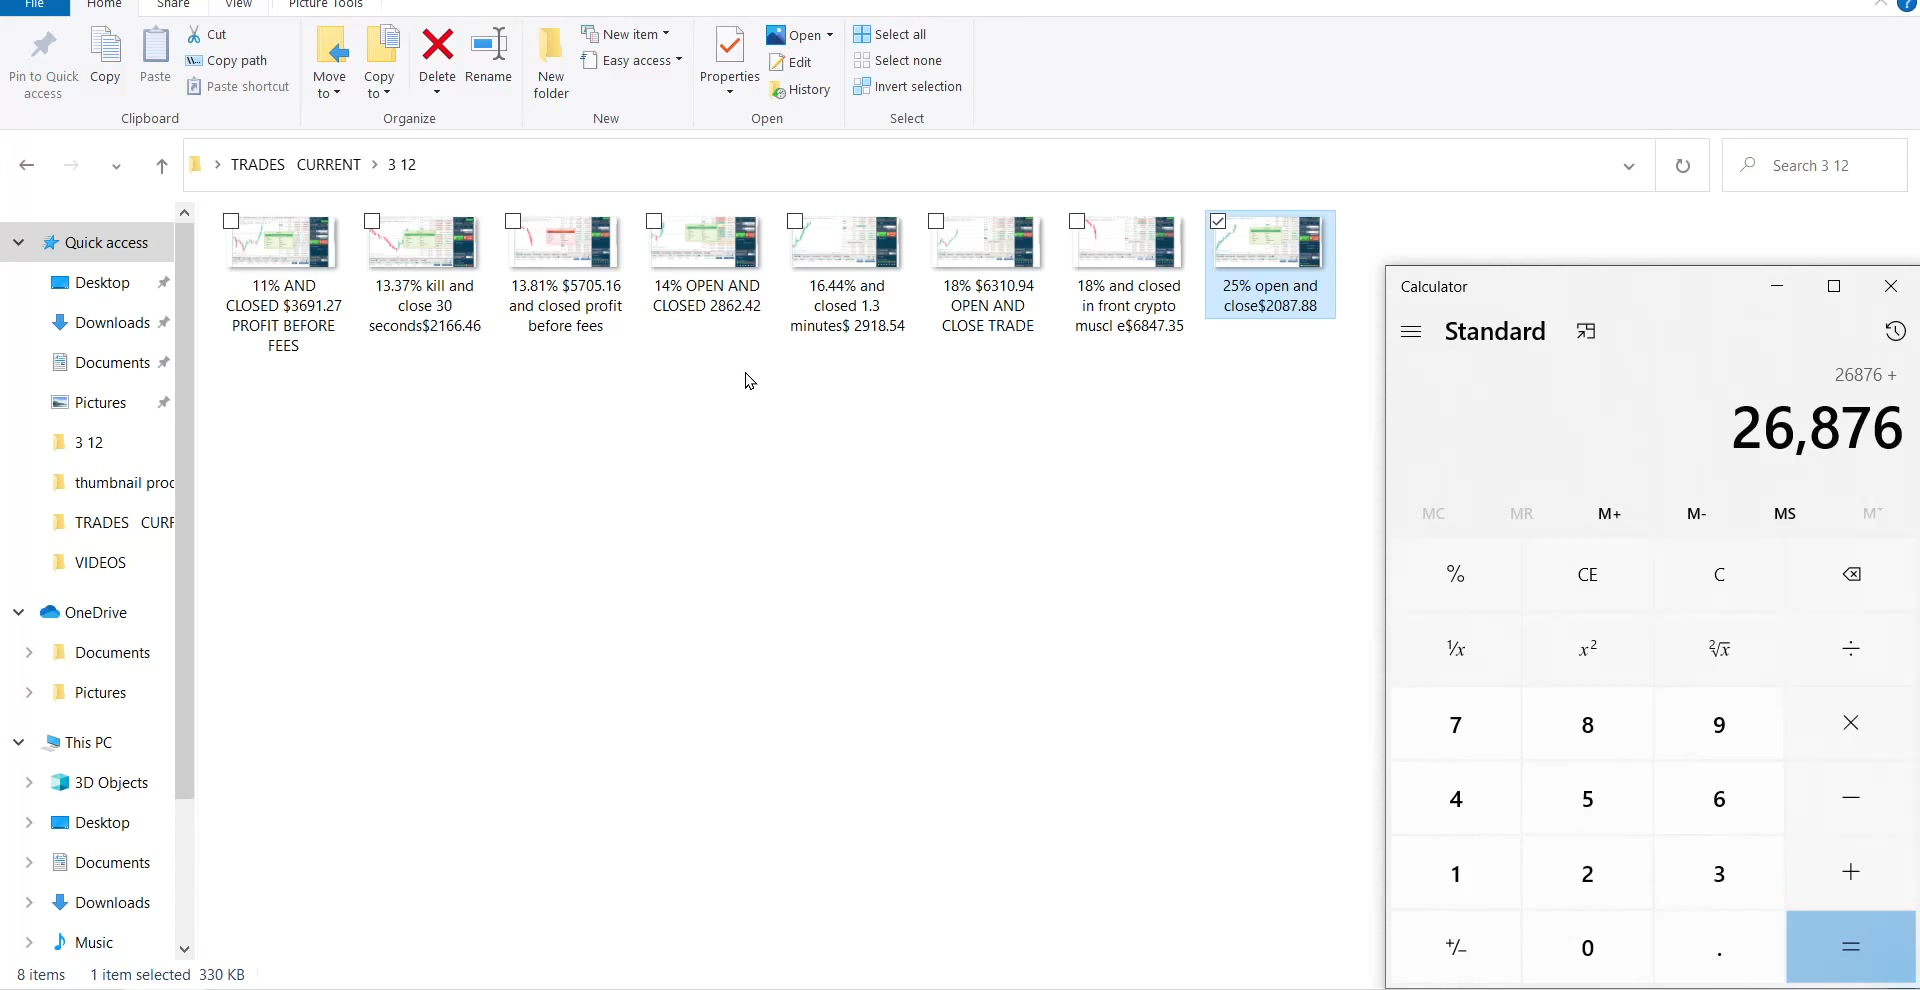 File Home Share View Picture Tools
Pin to Quick access
Copy
Paste
Cut
Copy path
Paste shortcut
Clipboard
Move to
Copy to
Delete
Rename
Organize
New folder
New item
Easy access
New
Properties
Open
Edit
History
Open
Select all
Select none
Invert selection
Select
TRADES CURRENT > 3 12
Search 3 12
Quick access
Desktop
Downloads
Documents
Pictures
3 12
thumbnail proc
TRADES CURF
VIDEOS
OneDrive
Documents
Pictures
This PC
3D Objects
Desktop
Documents
Downloads
Music
11% AND
CLOSED $3691.27
PROFIT BEFORE
FEES
13.37% kill and
close 30
seconds$2166.46
13.81% $5705.16
and closed profit
before fees
14% OPEN AND
CLOSED 2862.42
16.44% and
closed 1.3
minutes$ 2918.54
18% $6310.94
OPEN AND
CLOSE TRADE
18% and closed
in front crypto
muscl e$6847.35
25% open and
close$2087.88
8 items 1 item selected 330 KB
Calculator
Standard
26876 +
26,876
MC MR M+ M- MS M˅
% CE C
¹/x x² ²√x ÷
7 8 9 ×
4 5 6 −
1 2 3 +
+/− 0 . =